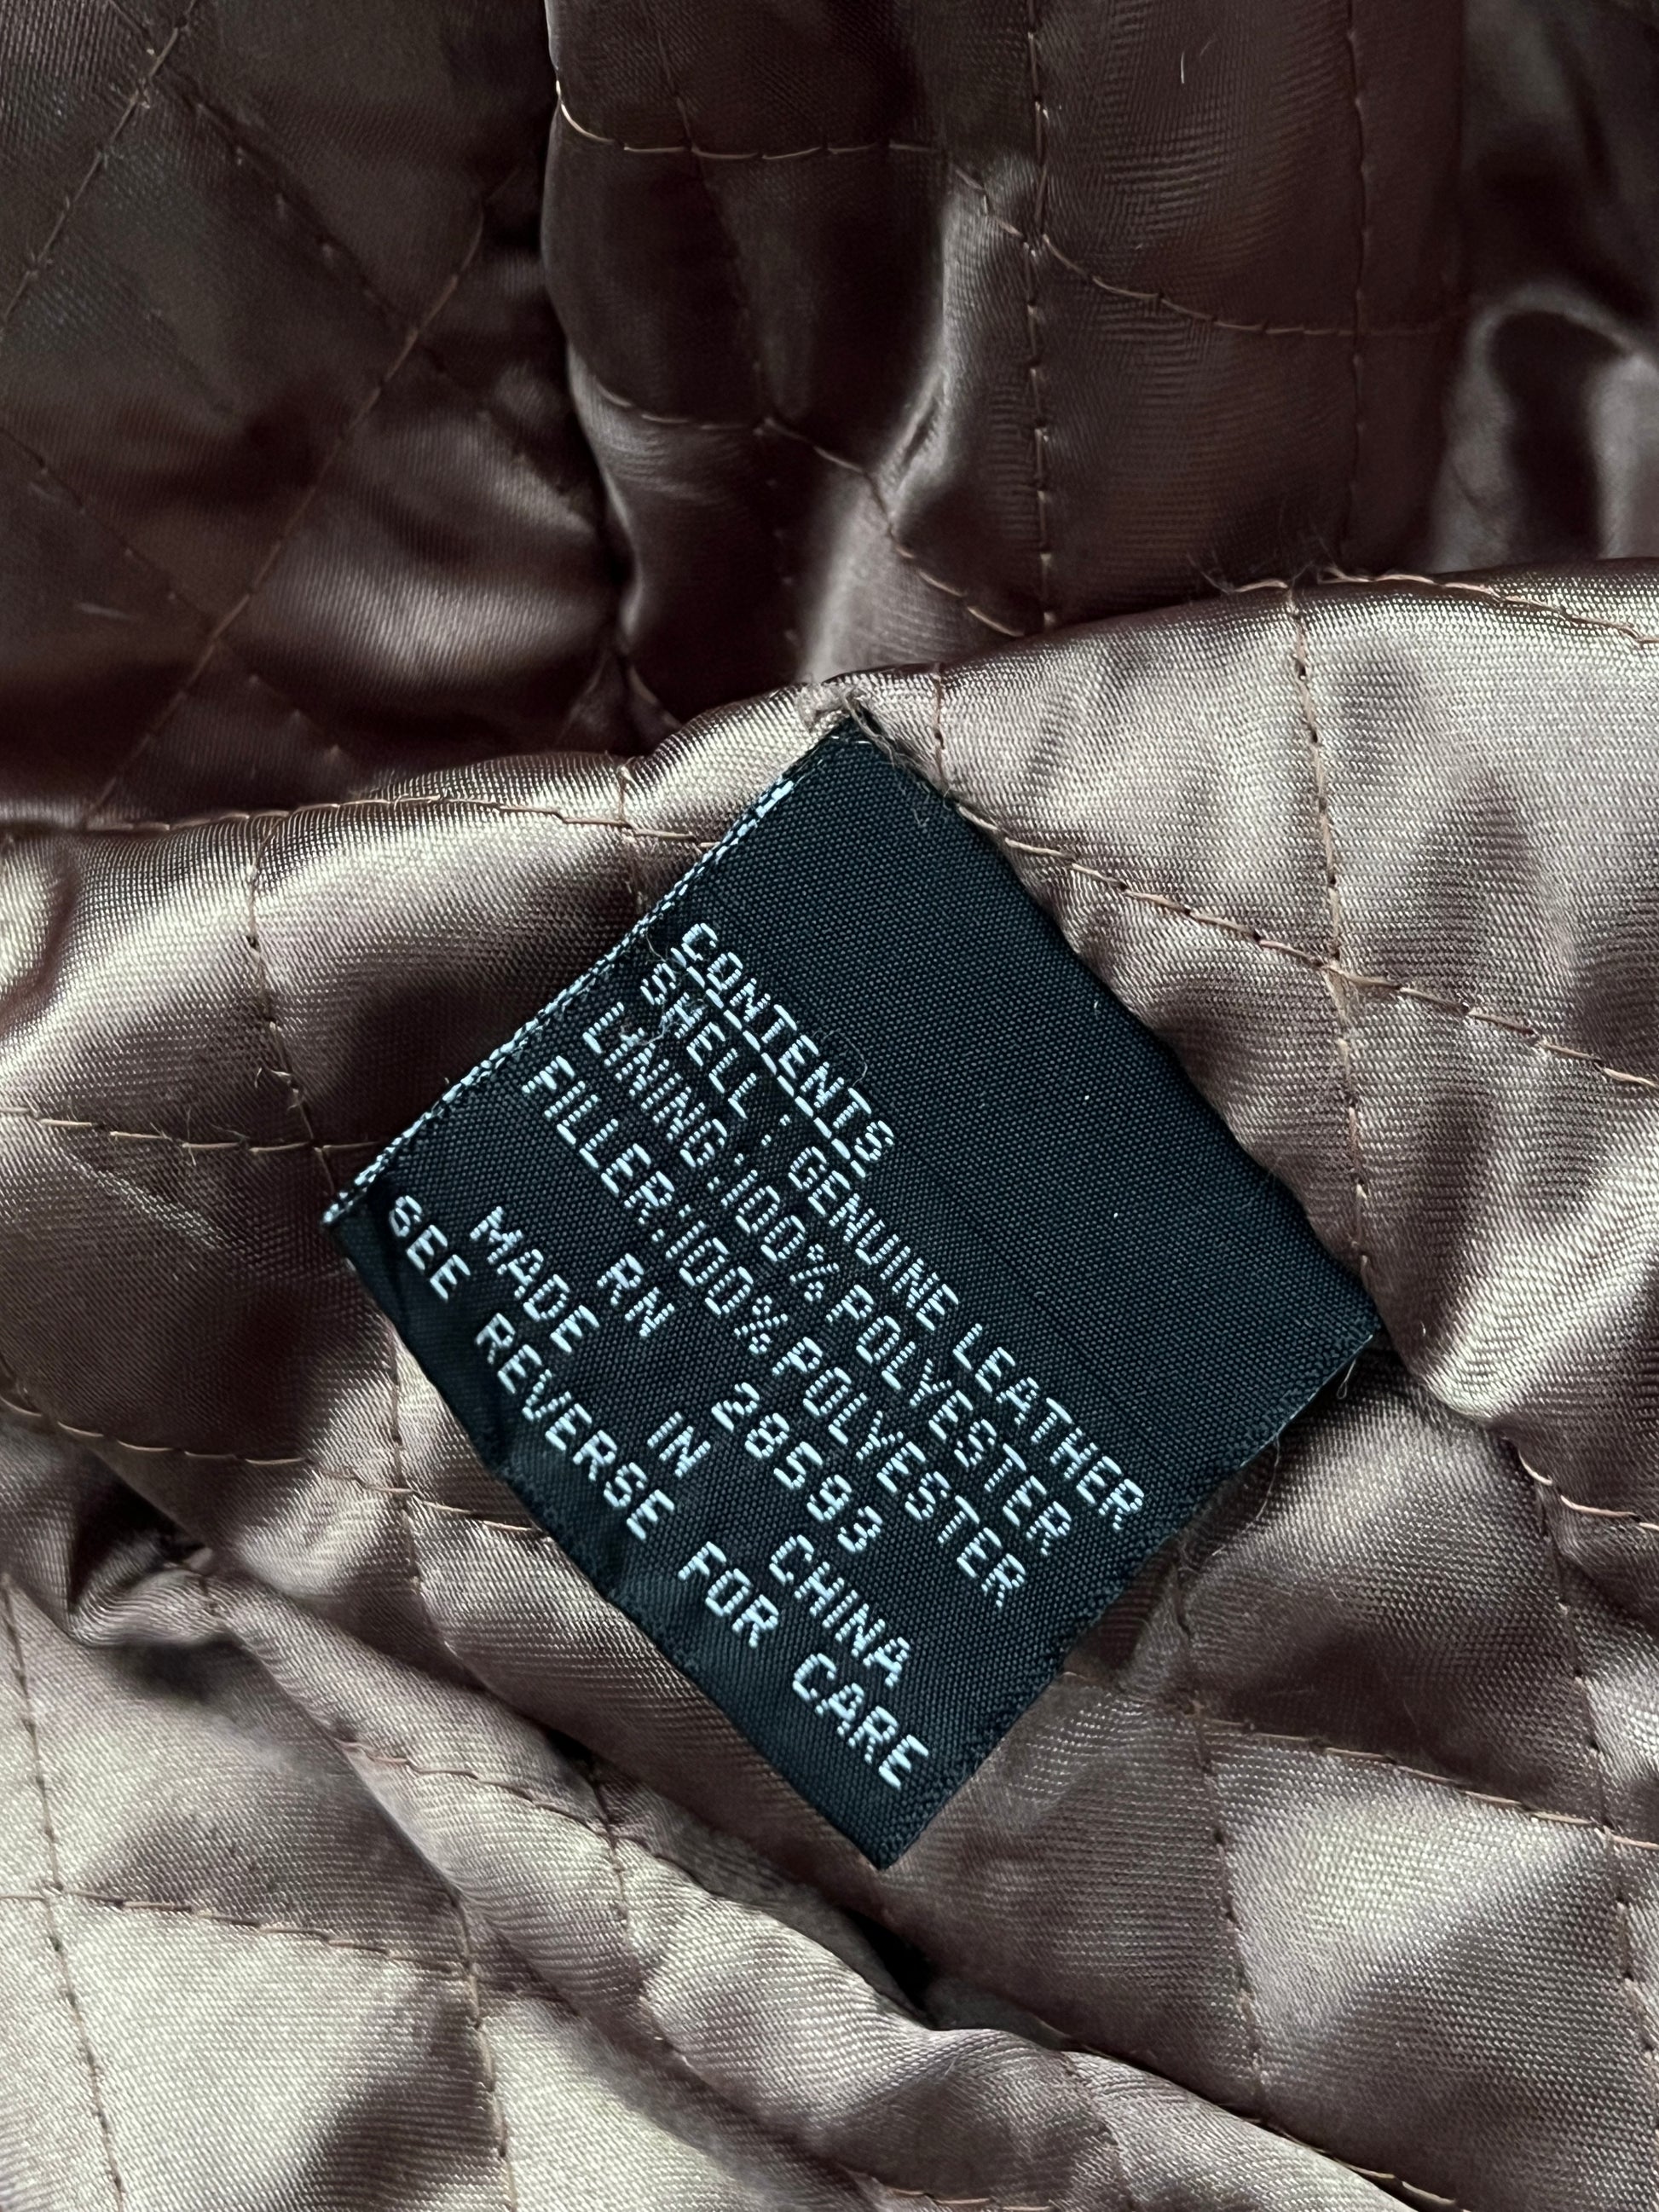 CONTENTS
SHELL : GENUINE LEATHER
LINING:100% POLYESTER
FILLER:100% POLYESTER
RN 28593
MADE IN CHINA
SEE REVERSE FOR CARE